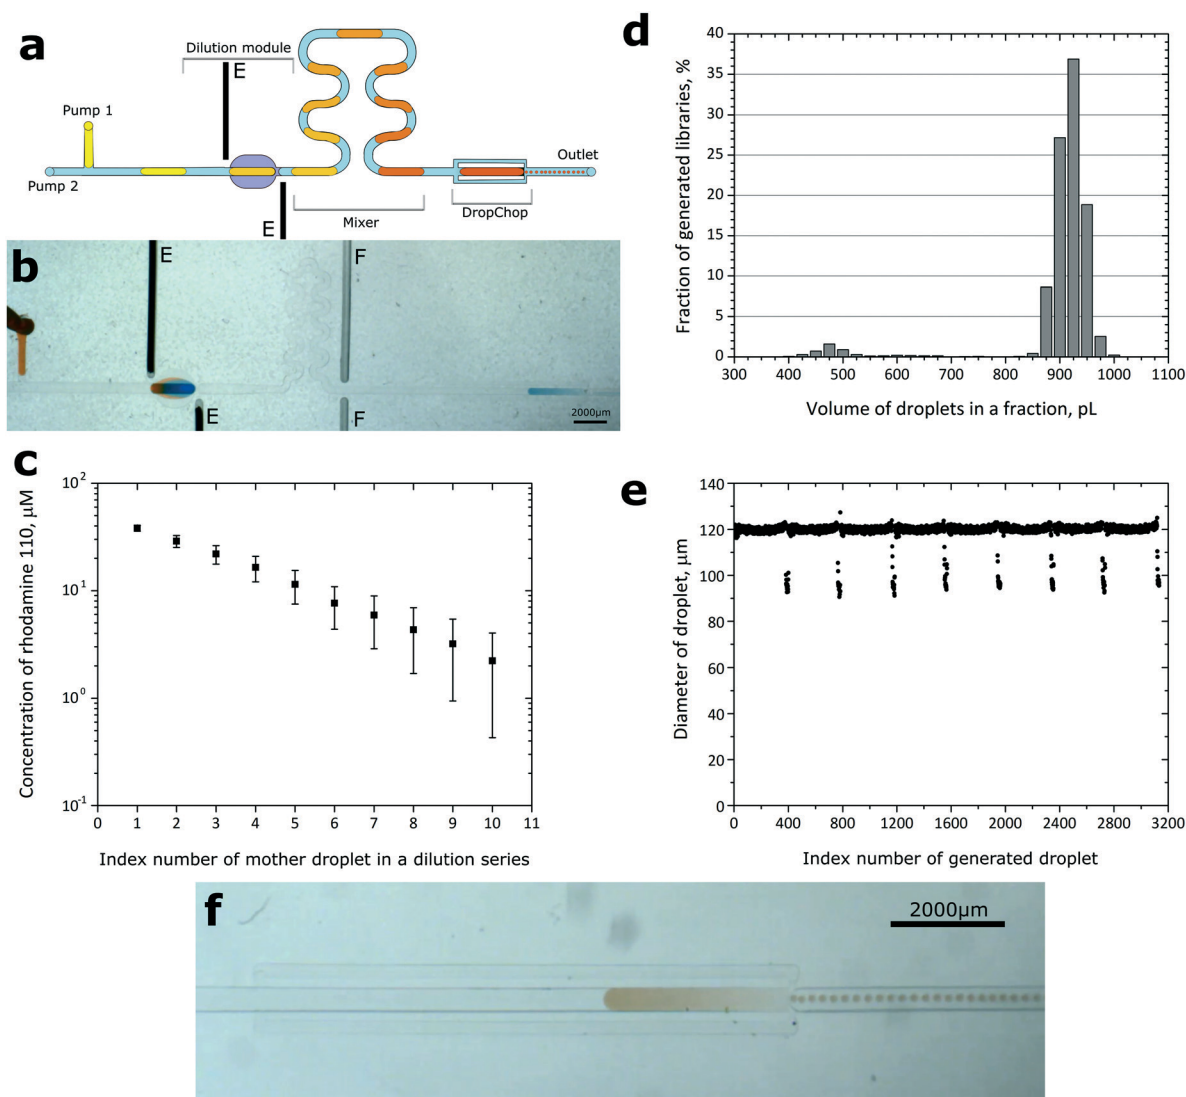 a
Dilution module
E
Pump 1
Pump 2
Outlet
E
Mixer
DropChop
b
E
F
E
F
2000µm
c
Concentration of rhodamine 110, µM
10²
10¹
10⁰
10⁻¹
0 1 2 3 4 5 6 7 8 9 10 11
Index number of mother droplet in a dilution series
d
Fraction of generated libraries, %
40
35
30
25
20
15
10
5
0
300 400 500 600 700 800 900 1000 1100
Volume of droplets in a fraction, pL
e
Diameter of droplet, µm
140
120
100
80
60
40
20
0
0 400 800 1200 1600 2000 2400 2800 3200
Index number of generated droplet
f
2000µm